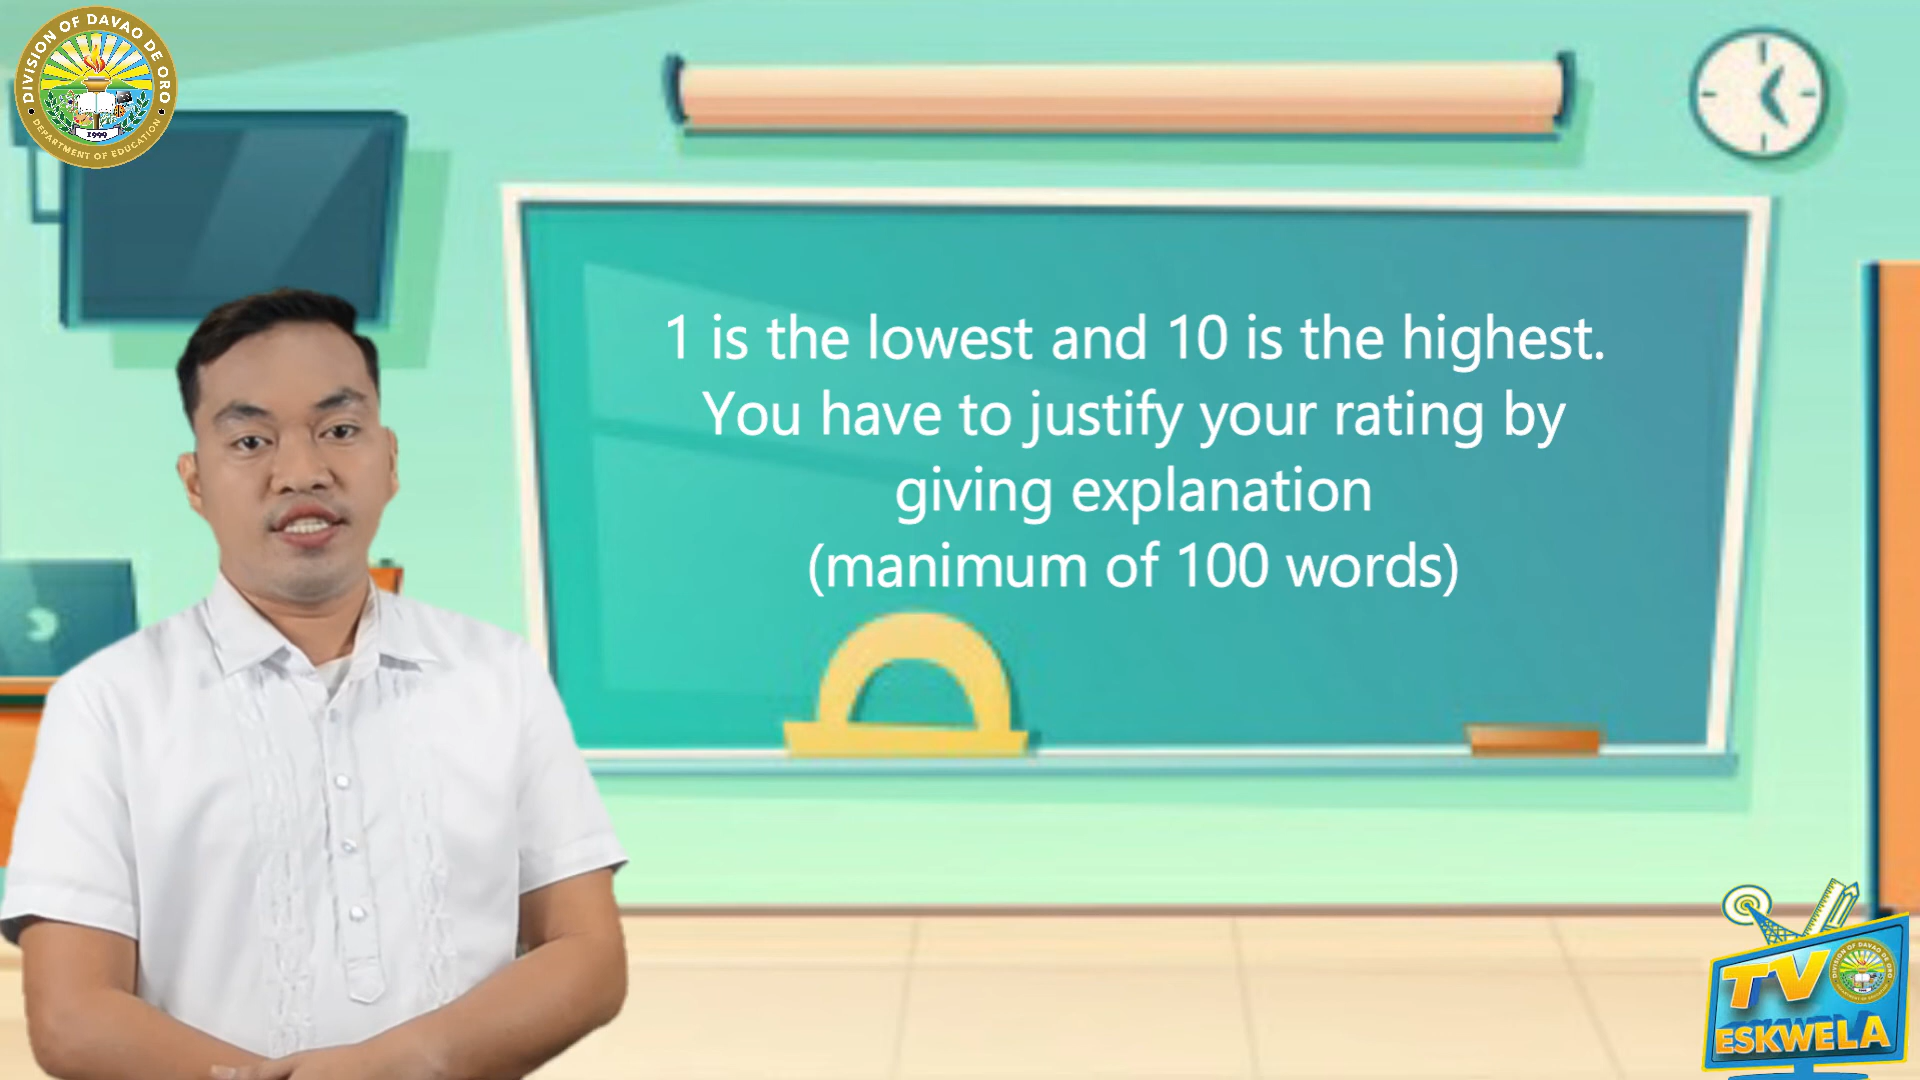 DIVISION OF DAVAO DE ORO
1999
DEPARTMENT OF EDUCATION
1 is the lowest and 10 is the highest.
You have to justify your rating by
giving explanation
(manimum of 100 words)
TV
ESKWELA